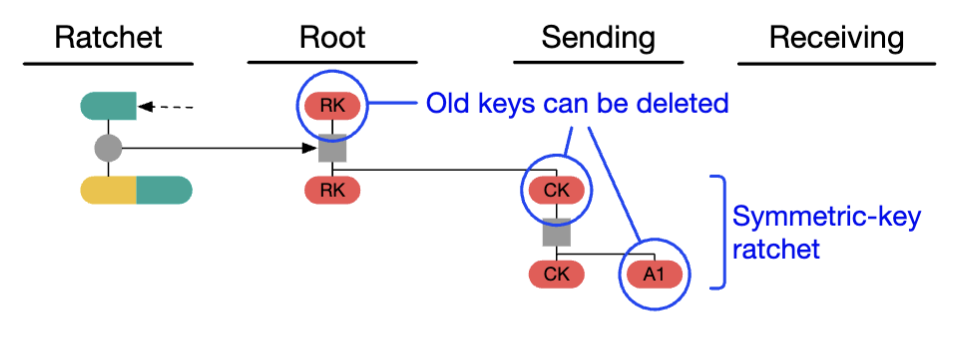 Ratchet
Root
Sending
Receiving
RK
Old keys can be deleted
RK
CK
Symmetric-key
ratchet
CK
A1